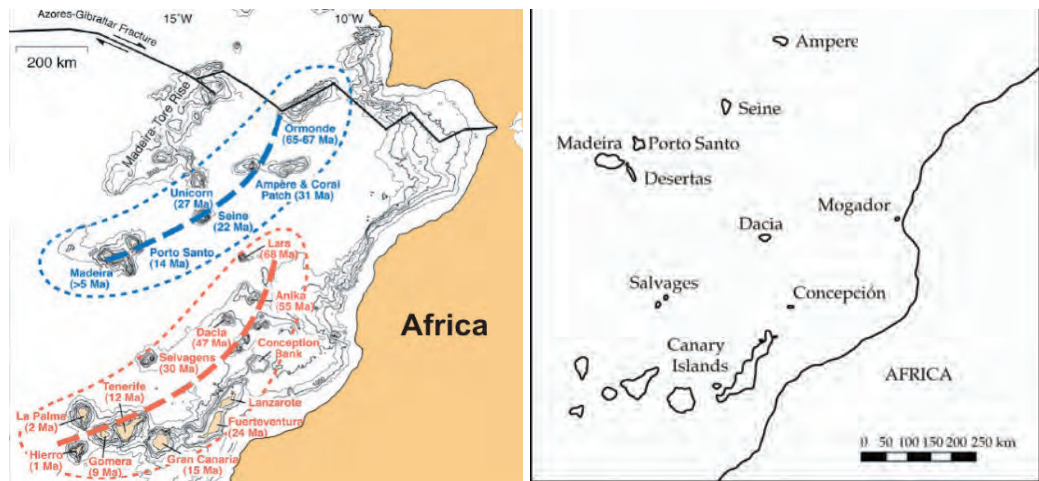 Azores-Gibraltar Fracture
15°W
10°W
200 km
Madeira-Tore Rise
Ormonde
(65-67 Ma)
Ampère & Coral
Patch (31 Ma)
Unicorn
(27 Ma)
Seine
(22 Ma)
Porto Santo
(14 Ma)
Madeira
(>5 Ma)
Lars
(68 Ma)
Anika
(55 Ma)
Dacia
(47 Ma)
Conception
Bank
Selvagens
(30 Ma)
Tenerife
(12 Ma)
Lanzarote
La Palma
(2 Ma)
Fuerteventura
(24 Ma)
Hierro
(1 Ma)
Gomera
(9 Ma)
Gran Canaria
(15 Ma)
Africa
Ampere
Seine
Madeira
Porto Santo
Desertas
Mogador
Dacia
Salvages
Concepción
Canary
Islands
AFRICA
0 50 100 150 200 250 km